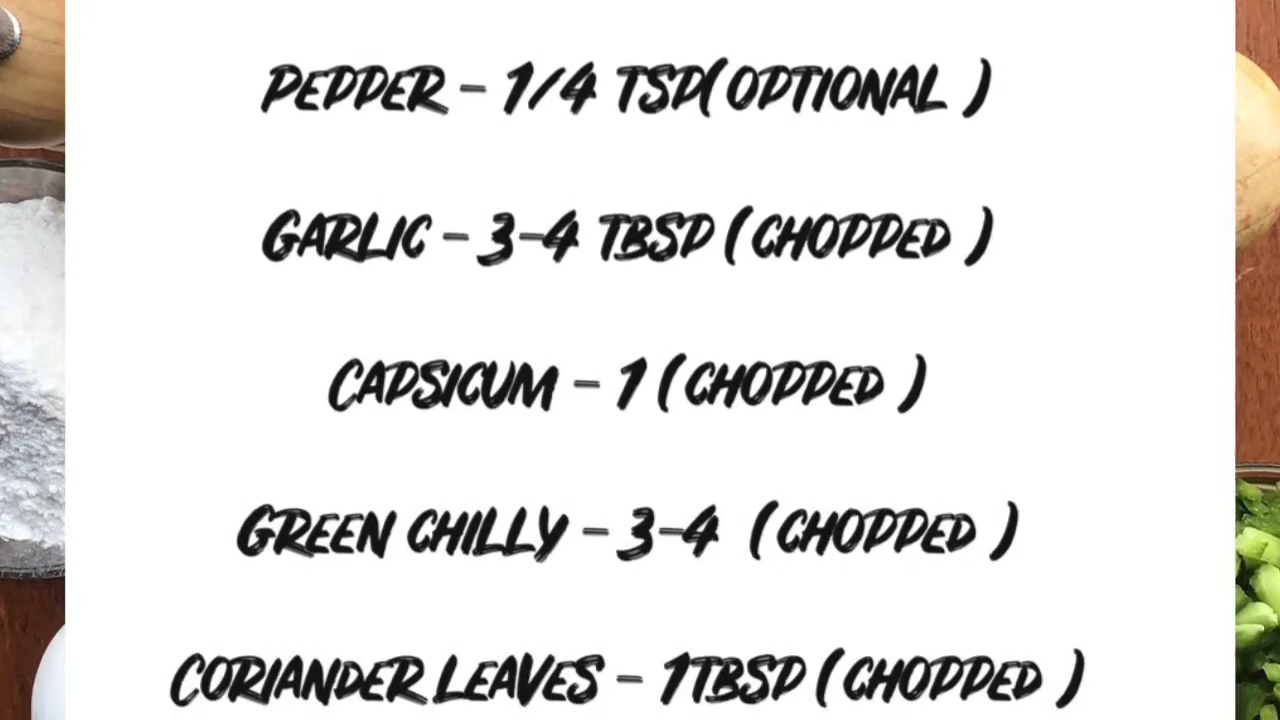 PEPPER - 1/4 TSP(OPTIONAL )
GARLIC - 3-4 TBSP ( CHOPPED )
CAPSICUM - 1 ( CHOPPED )
GREEN CHILLY - 3-4 ( CHOPPED )
CORIANDER LEAVES - 1TBSP ( CHOPPED )